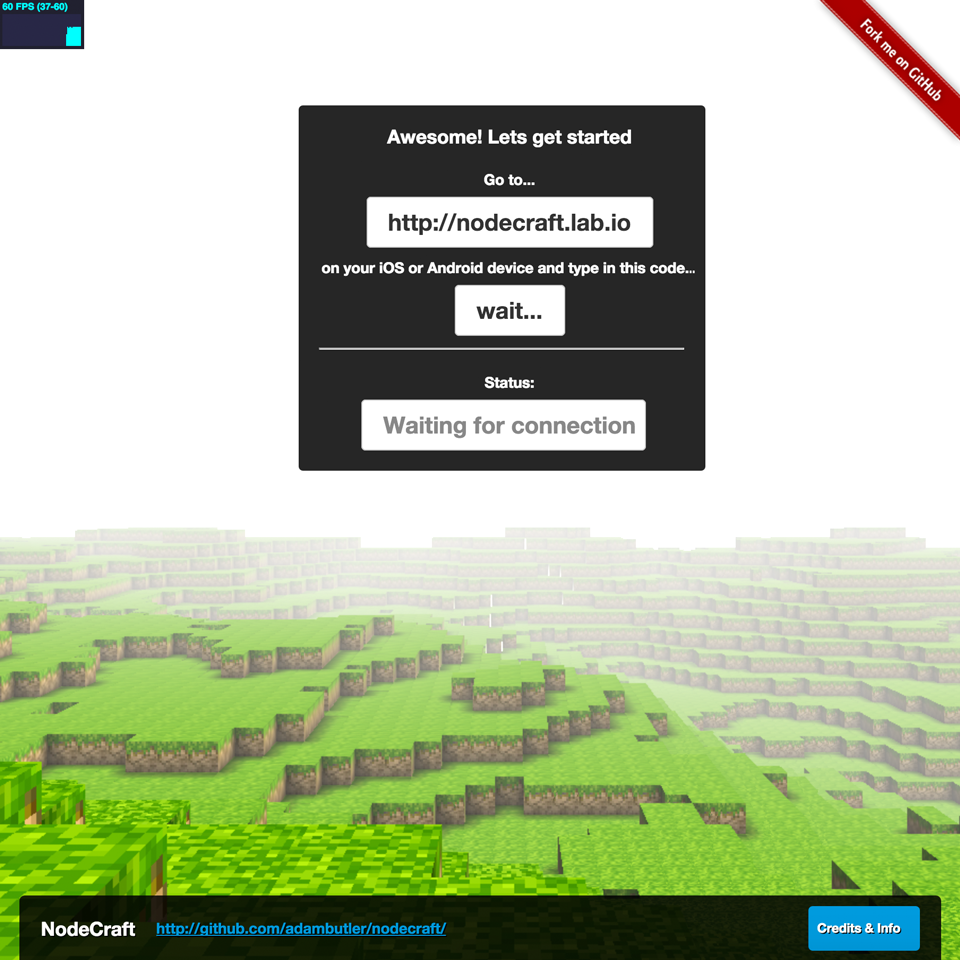 60 FPS (37-60)
Fork me on GitHub
Awesome! Lets get started
Go to...
http://nodecraft.lab.io
on your iOS or Android device and type in this code...
wait...
Status:
Waiting for connection
NodeCraft
http://github.com/adambutler/nodecraft/
Credits & Info